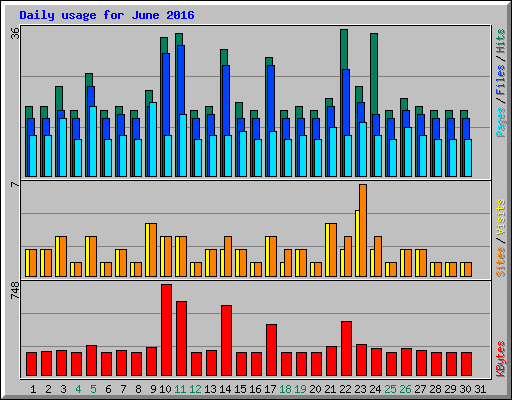 Daily usage for June 2016
36
Pages / Files / Hits
7
Sites / Visits
748
KBytes
1 2 3 4 5 6 7 8 9 10 11 12 13 14 15 16 17 18 19 20 21 22 23 24 25 26 27 28 29 30 31